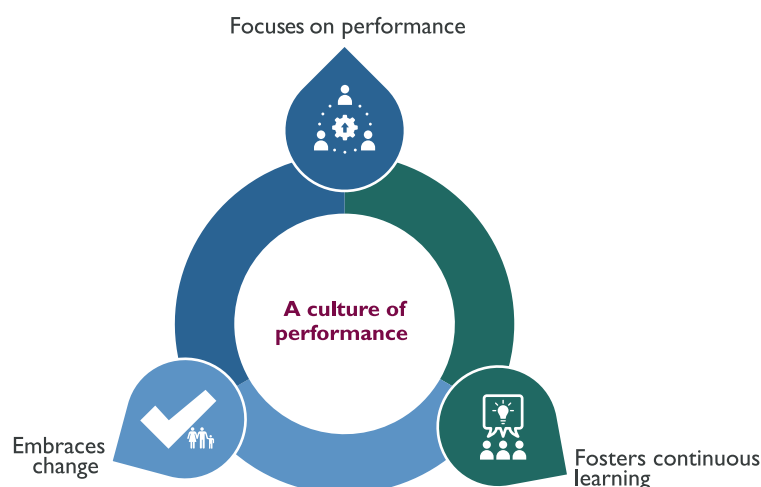 Focuses on performance
A culture of
performance
Embraces
change
Fosters continuous
learning